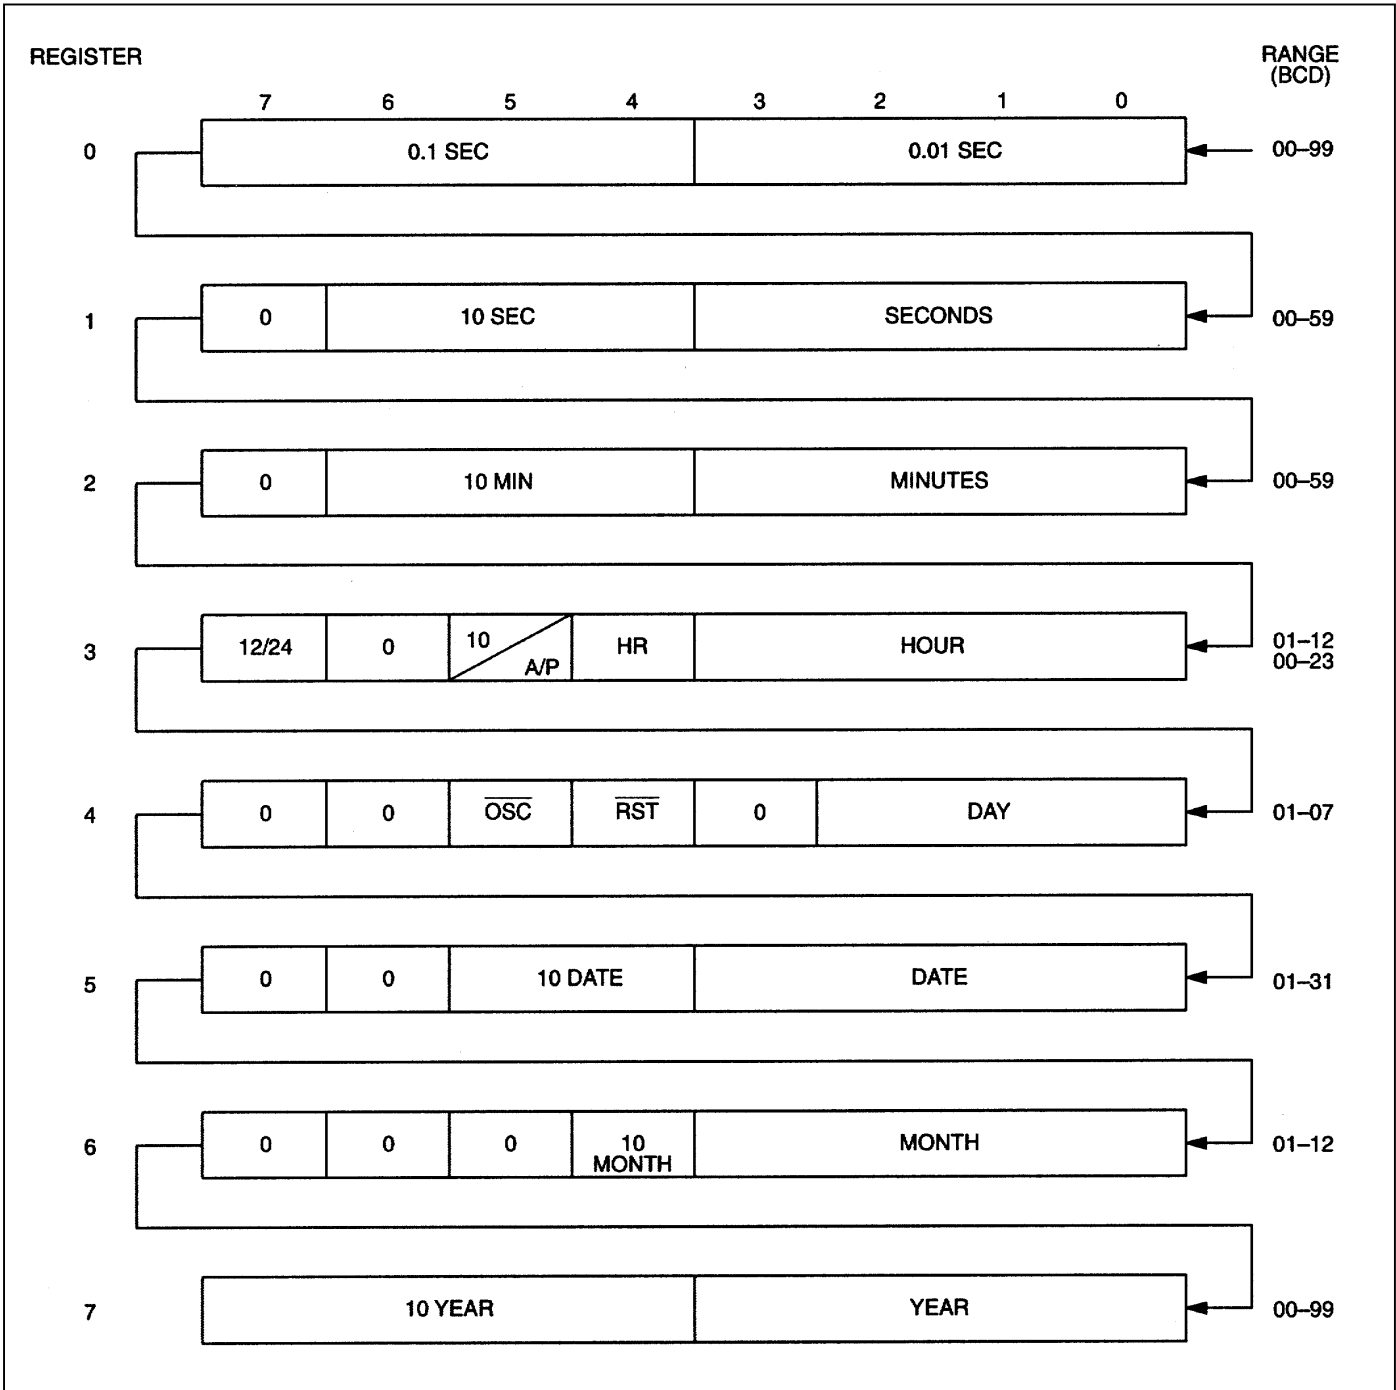 REGISTER
RANGE
(BCD)
7 6 5 4 3 2 1 0
0 0.1 SEC 0.01 SEC 00–99
1 0 10 SEC SECONDS 00–59
2 0 10 MIN MINUTES 00–59
3 12/24 0 10 A/P HR HOUR 01–12
00–23
4 0 0 OSC RST 0 DAY 01–07
5 0 0 10 DATE DATE 01–31
6 0 0 0 10 MONTH MONTH 01–12
7 10 YEAR YEAR 00–99